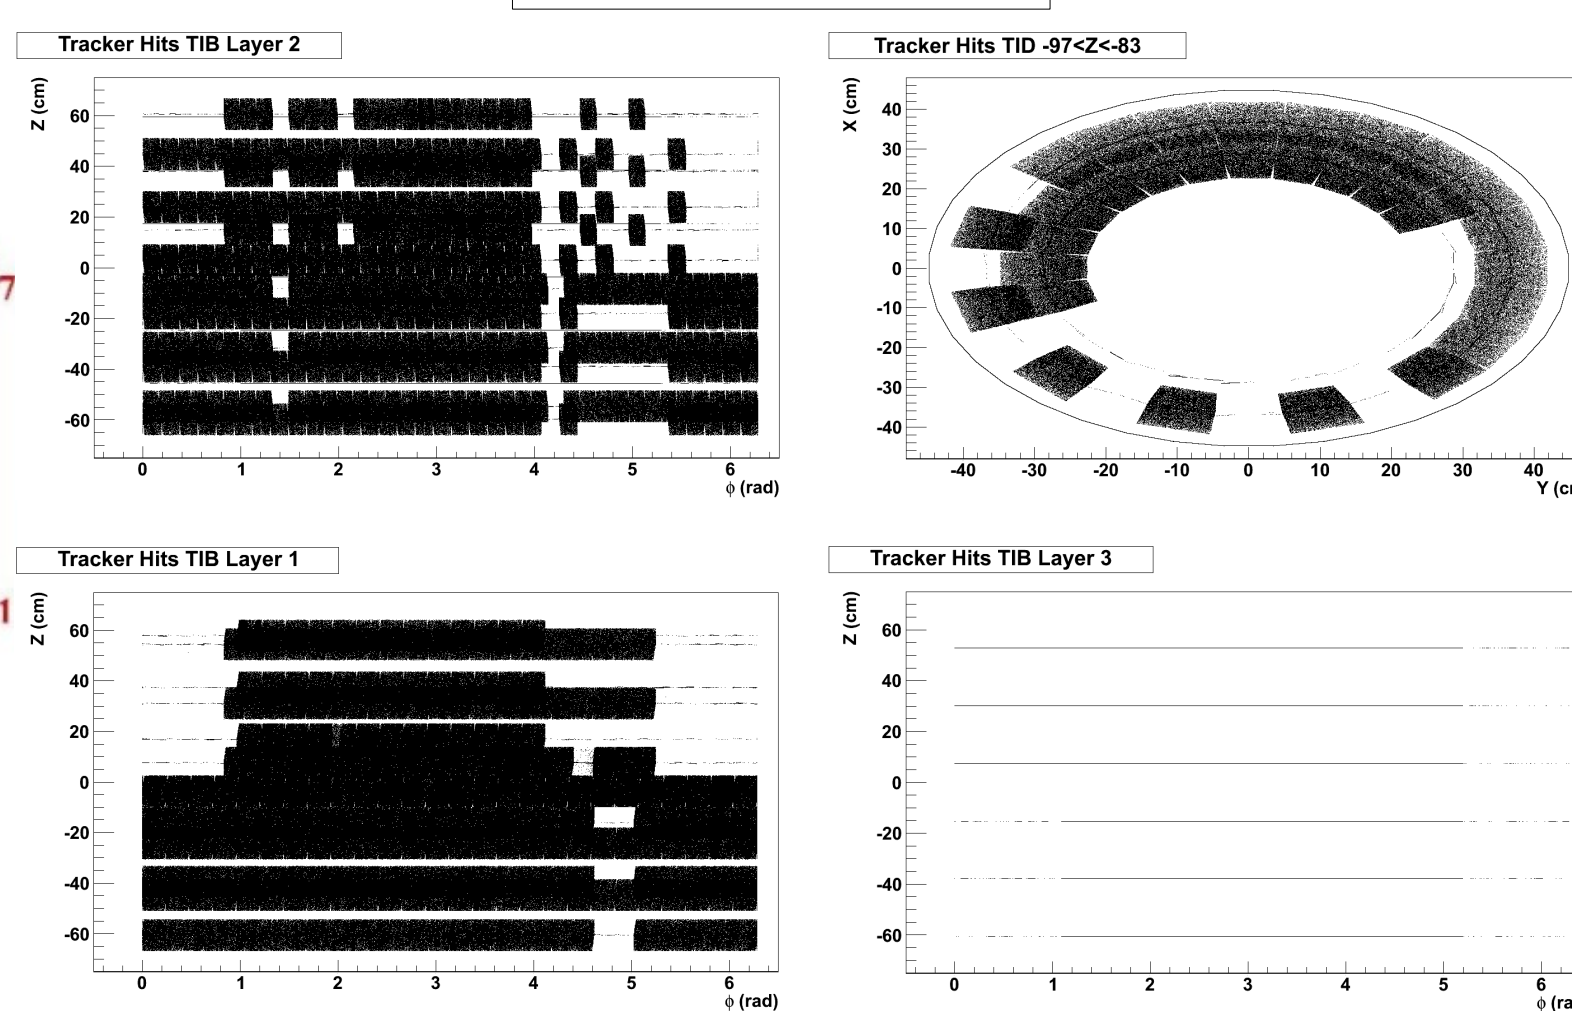 Tracker Hits TIB Layer 2
Z (cm)
60
40
20
0
-20
-40
-60
0 1 2 3 4 5 6
ϕ (rad)
Tracker Hits TID -97<Z<-83
X (cm)
40
30
20
10
0
-10
-20
-30
-40
-40 -30 -20 -10 0 10 20 30 40
Y (cm
7
Tracker Hits TIB Layer 1
Z (cm)
60
40
20
0
-20
-40
-60
0 1 2 3 4 5 6
ϕ (rad)
Tracker Hits TIB Layer 3
Z (cm)
60
40
20
0
-20
-40
-60
0 1 2 3 4 5 6
ϕ (ra
1